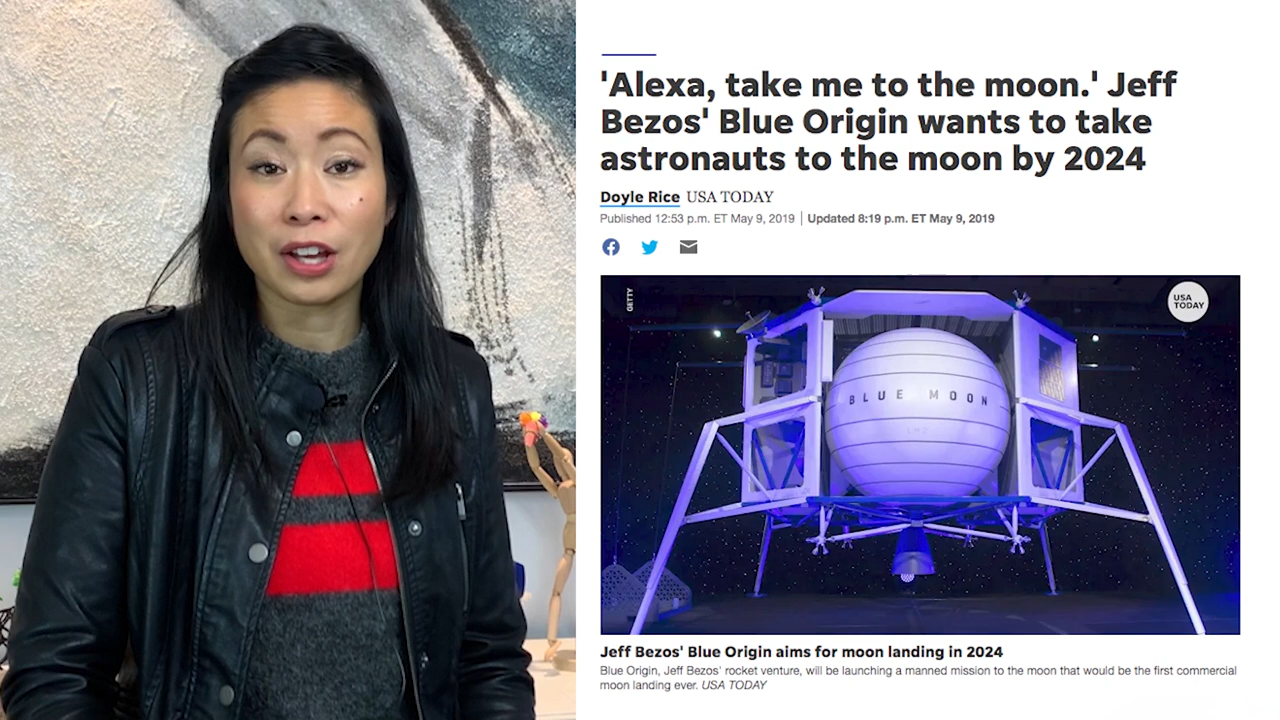 'Alexa, take me to the moon.' Jeff
Bezos' Blue Origin wants to take
astronauts to the moon by 2024
Doyle Rice USA TODAY
Published 12:53 p.m. ET May 9, 2019 | Updated 8:19 p.m. ET May 9, 2019
GETTY
USA
TODAY
BLUE MOON
Jeff Bezos' Blue Origin aims for moon landing in 2024
Blue Origin, Jeff Bezos' rocket venture, will be launching a manned mission to the moon that would be the first commercial
moon landing ever. USA TODAY